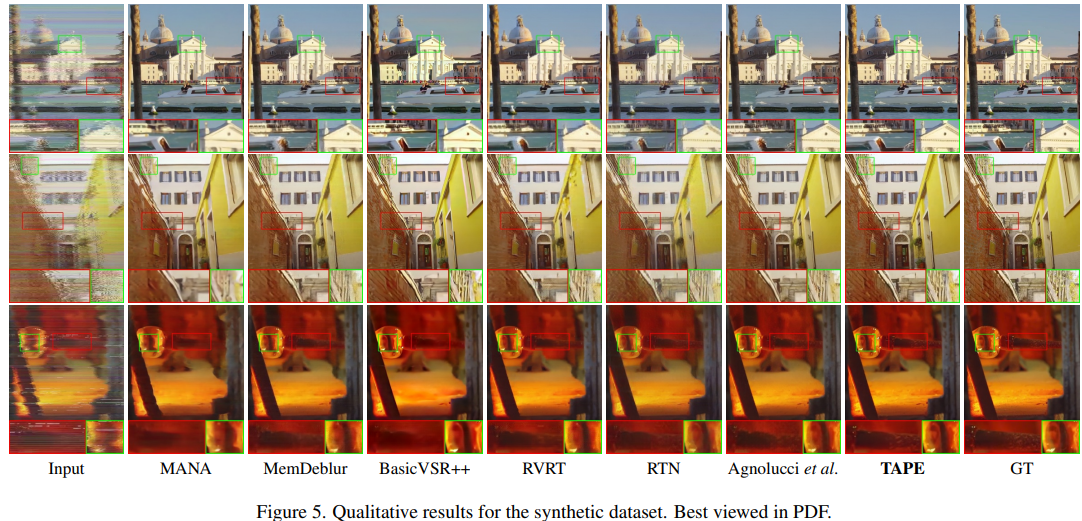 Input MANA MemDeblur BasicVSR++ RVRT RTN Agnolucci et al. TAPE GT
Figure 5. Qualitative results for the synthetic dataset. Best viewed in PDF.